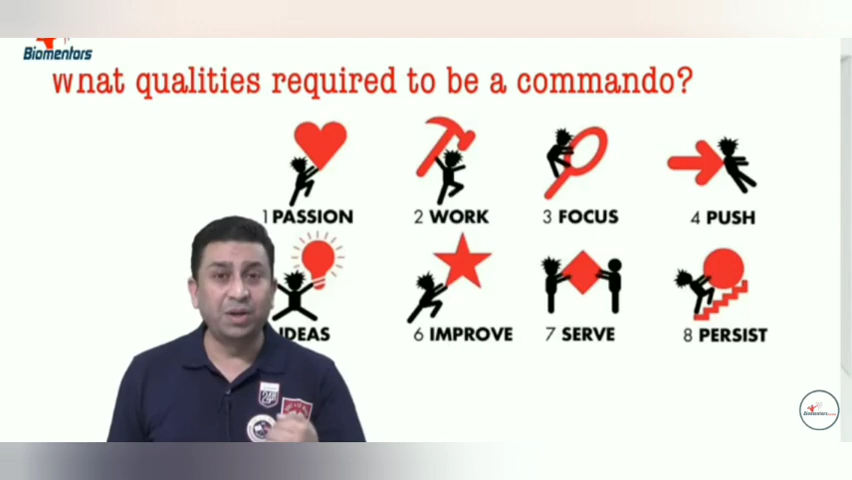 Biomentors
What qualities required to be a commando?
1 PASSION
2 WORK
3 FOCUS
4 PUSH
IDEAS
6 IMPROVE
7 SERVE
8 PERSIST
Biomentors